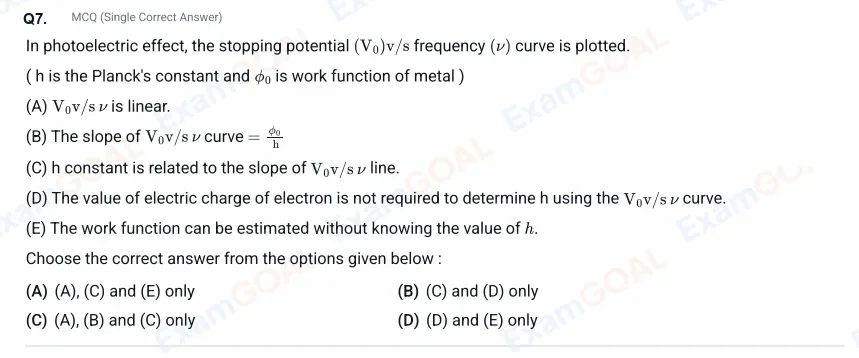 Q7. MCQ (Single Correct Answer)
In photoelectric effect, the stopping potential (V₀)v/s frequency (ν) curve is plotted.
( h is the Planck's constant and ϕ₀ is work function of metal )
(A) V₀v/s ν is linear.
(B) The slope of V₀v/s ν curve = ϕ₀/h
(C) h constant is related to the slope of V₀v/s ν line.
(D) The value of electric charge of electron is not required to determine h using the V₀v/s ν curve.
(E) The work function can be estimated without knowing the value of h.
Choose the correct answer from the options given below :
(A) (A), (C) and (E) only (B) (C) and (D) only
(C) (A), (B) and (C) only (D) (D) and (E) only
ExamGOAL